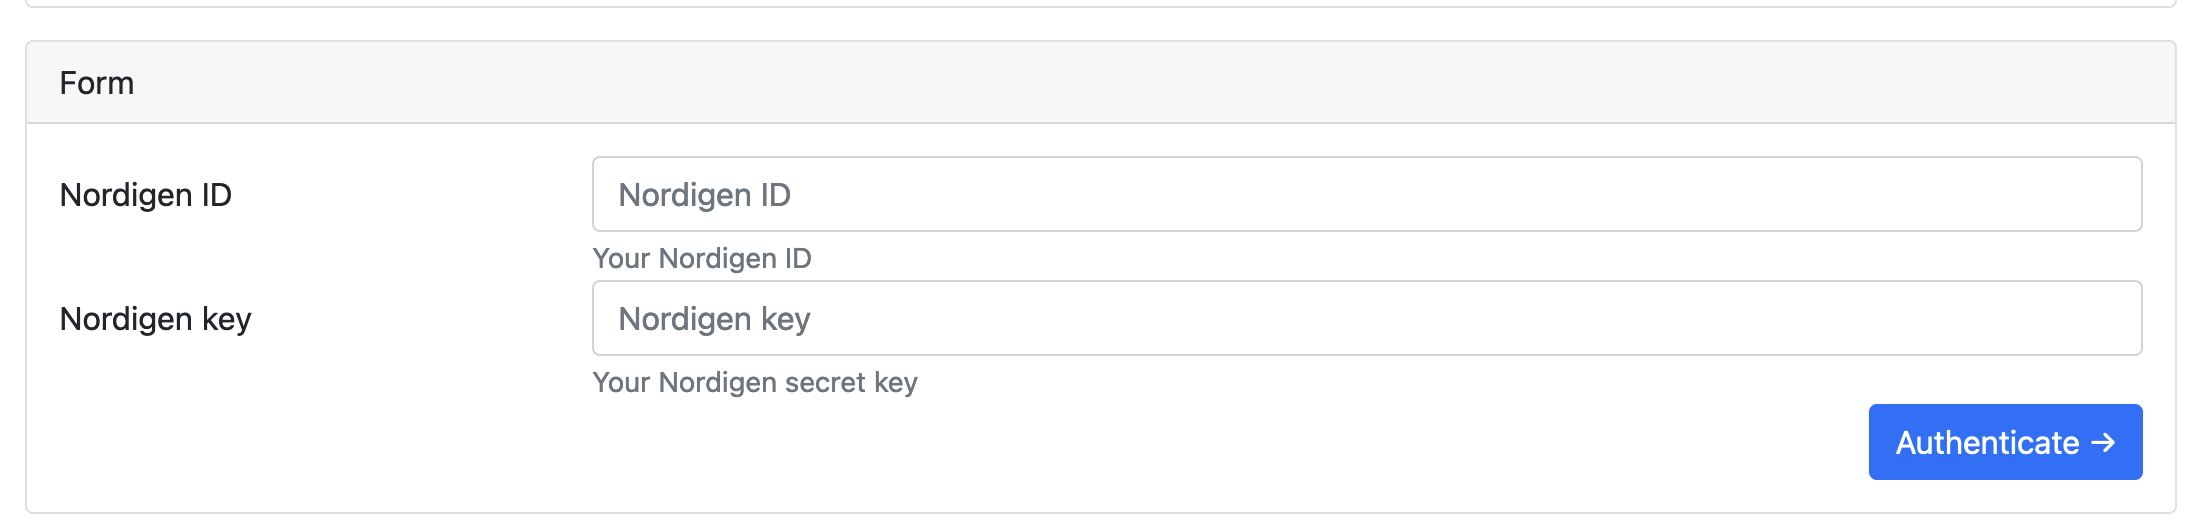 Form
Nordigen ID
Nordigen ID
Your Nordigen ID
Nordigen key
Nordigen key
Your Nordigen secret key
Authenticate →